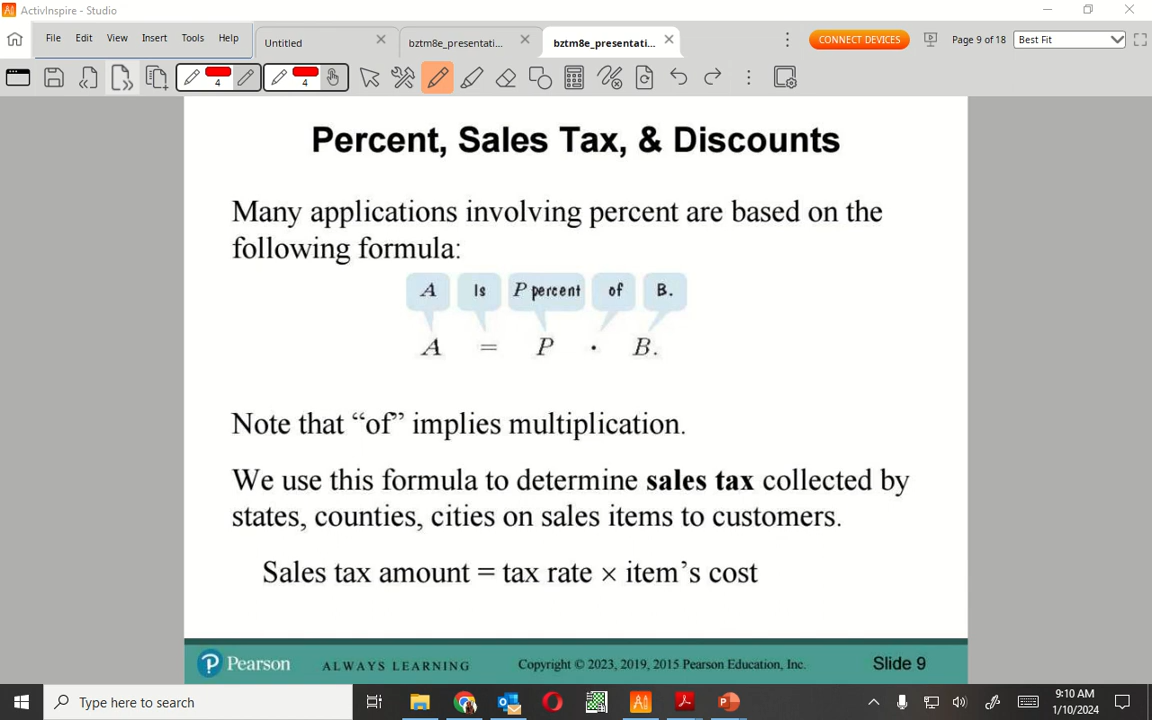 ActivInspire - Studio
File Edit View Insert Tools Help
Untitled
bztm8e_presentati...
bztm8e_presentati...
CONNECT DEVICES
Page 9 of 18
Best Fit
4
4
Percent, Sales Tax, & Discounts
Many applications involving percent are based on the
following formula:
A Is P percent of B.
A = P · B.
Note that “of” implies multiplication.
We use this formula to determine sales tax collected by
states, counties, cities on sales items to customers.
Sales tax amount = tax rate × item’s cost
P Pearson
ALWAYS LEARNING
Copyright © 2023, 2019, 2015 Pearson Education, Inc.
Slide 9
Type here to search
9:10 AM
1/10/2024